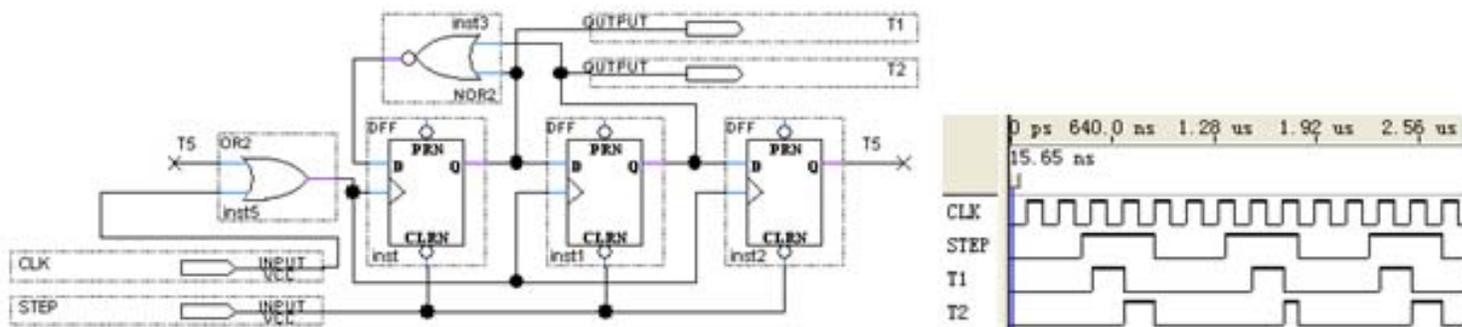 inst3
OUTPUT T1
OUTPUT T2
NOR2
T5 OR2
DFF DFF DFF T5
PRN PRN PRN
D Q D Q D Q
inst5
CLRN CLRN CLRN
inst inst1 inst2
CLK INPUT
VCC
STEP INPUT
VCC
0 ps 640.0 ns 1.28 us 1.92 us 2.56 us
15.65 ns
CLK
STEP
T1
T2